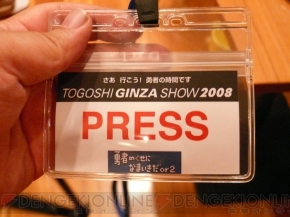 さあ 行こう! 勇者の時間です
TOGOSHI GINZA SHOW 2008
PRESS
勇者のくせに
なまいきだor2
DENGEKIONLINE